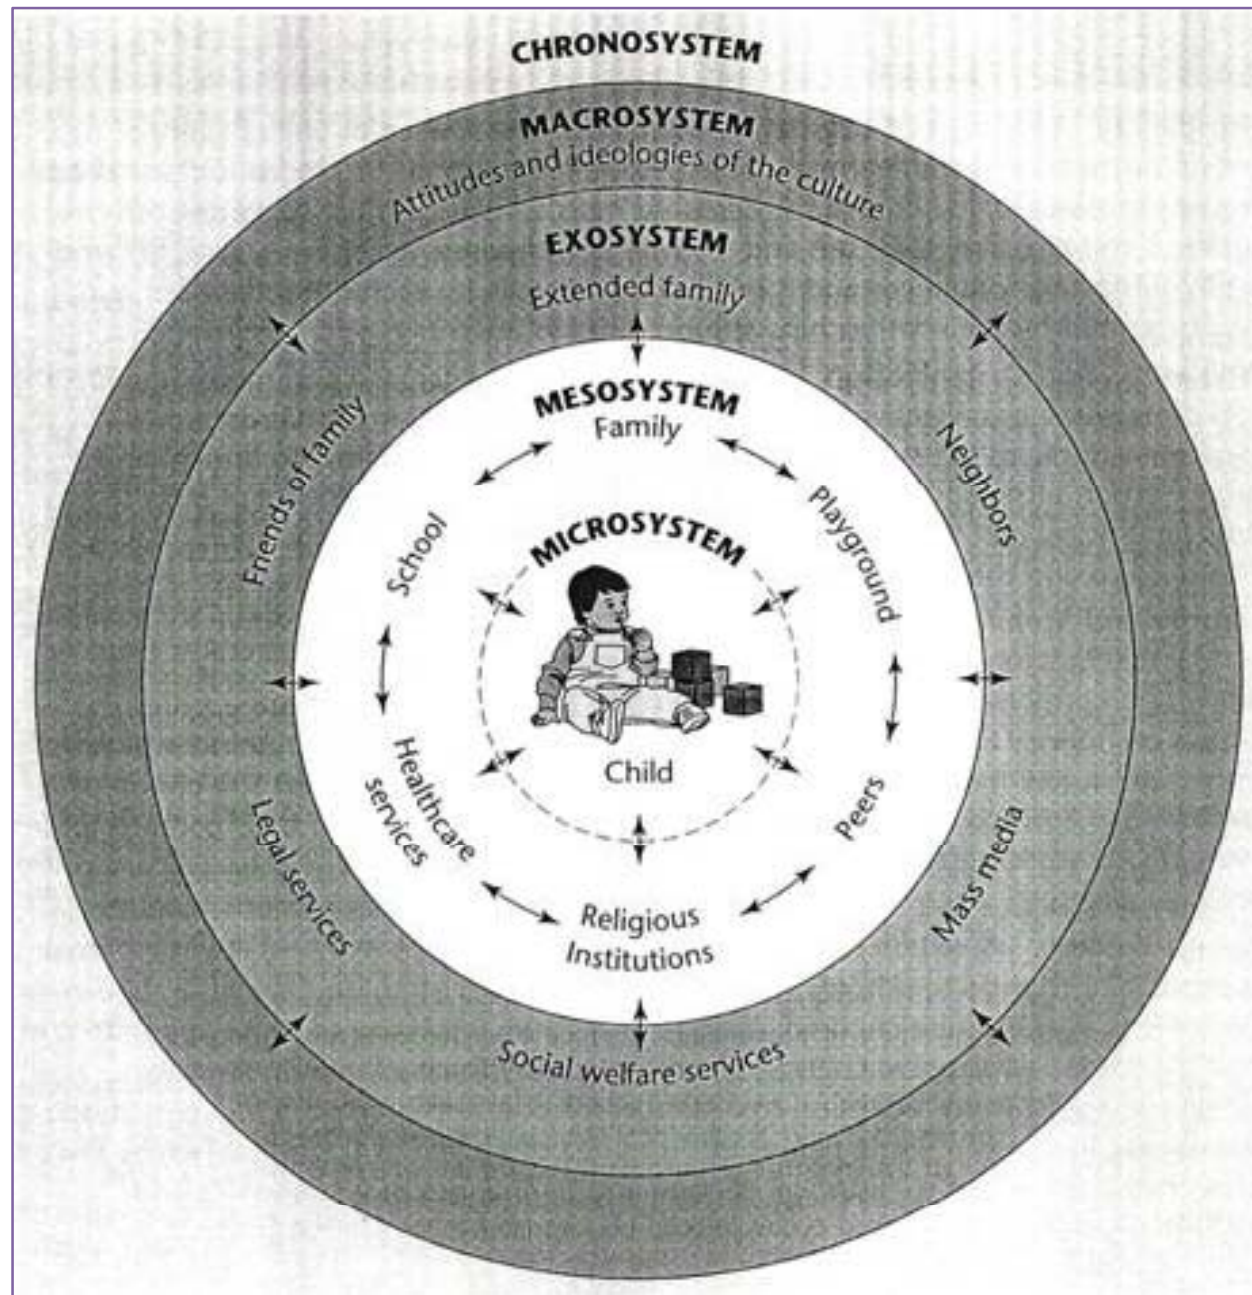 CHRONOSYSTEM
MACROSYSTEM
Attitudes and ideologies of the culture
EXOSYSTEM
Extended family
MESOSYSTEM
Family
Friends of family
Neighbors
School
Playground
MICROSYSTEM
Child
Healthcare
services
Peers
Legal services
Mass media
Religious
Institutions
Social welfare services